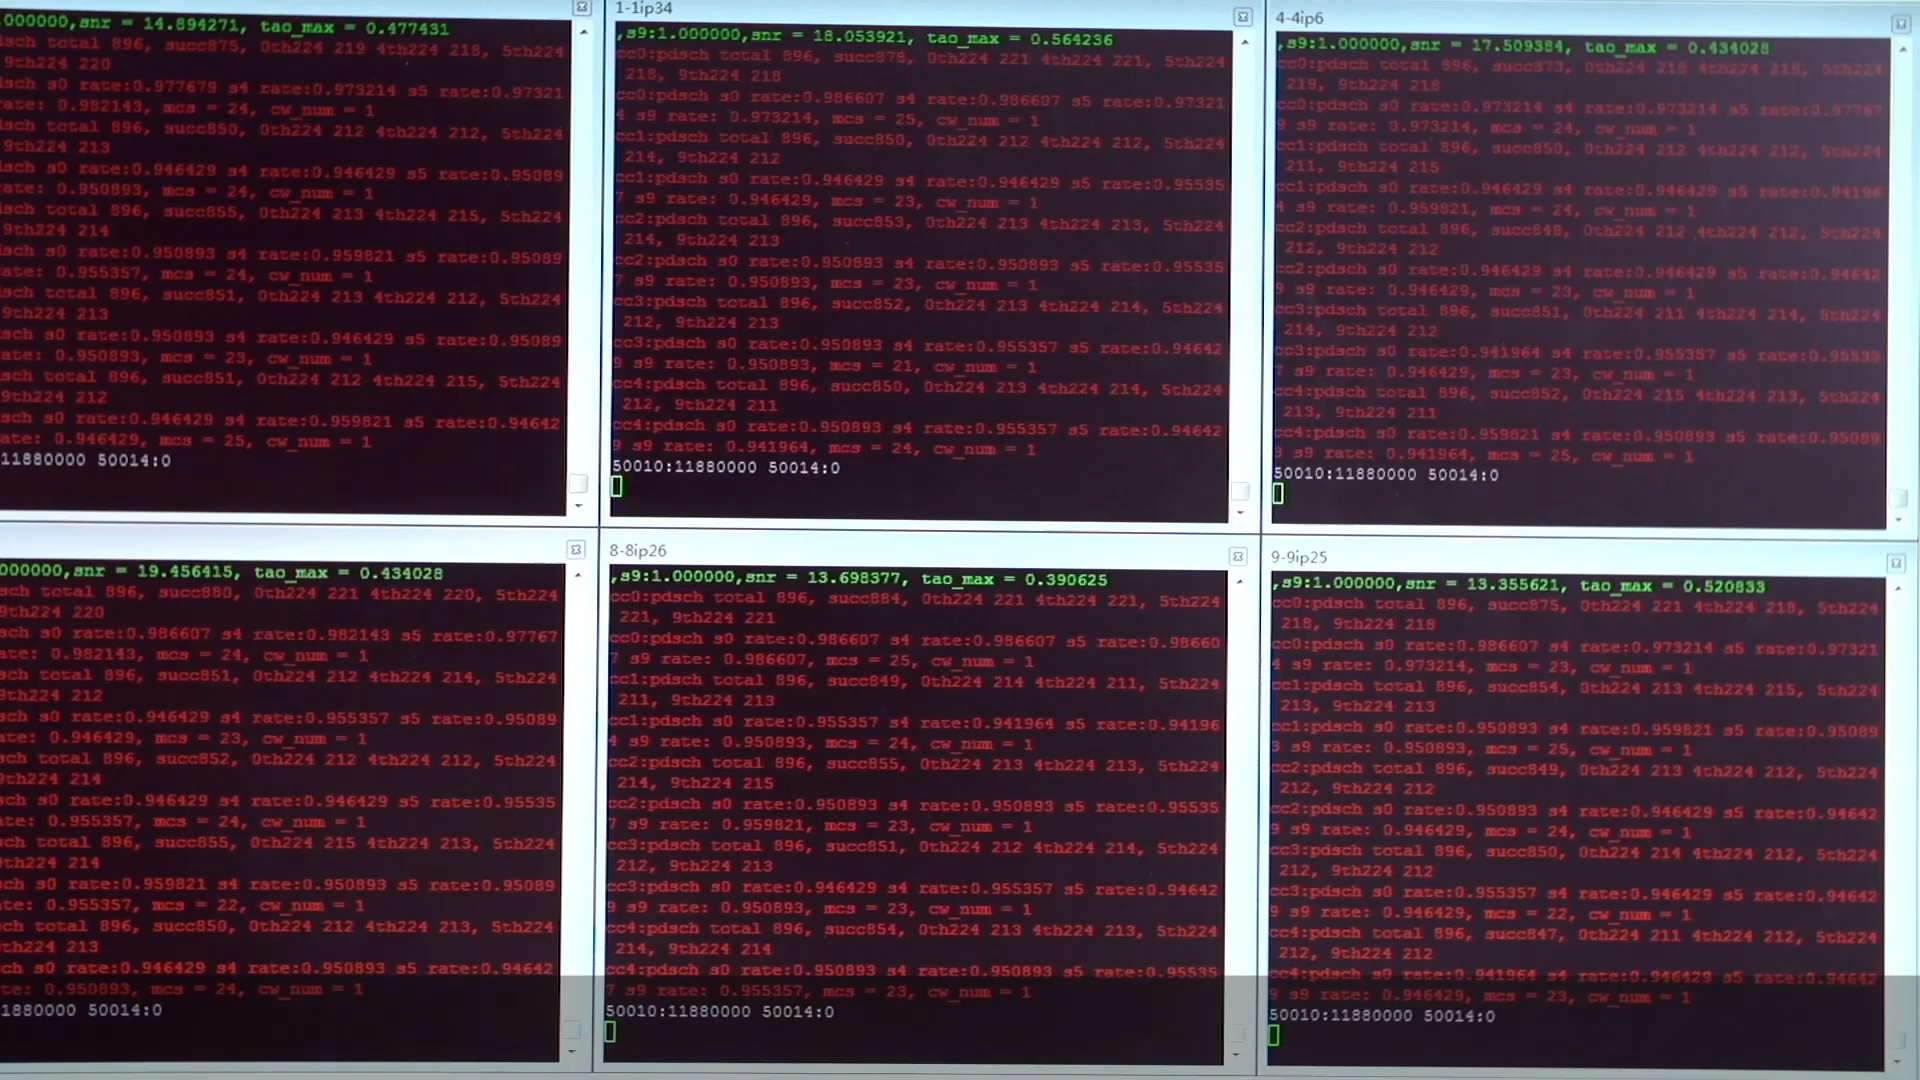 000000,snr = 14.894271, tao_max = 0.477431
dsch total 896, succ875, 0th224 219 4th224 218, 5th224
9th224 220
dsch s0 rate:0.977679 s4 rate:0.973214 s5 rate:0.97321
rate: 0.982143, mcs = 24, cw_num = 1
dsch total 896, succ850, 0th224 212 4th224 212, 5th224
9th224 213
dsch s0 rate:0.946429 s4 rate:0.946429 s5 rate:0.95089
rate: 0.950893, mcs = 24, cw_num = 1
dsch total 896, succ855, 0th224 213 4th224 215, 5th224
9th224 214
dsch s0 rate:0.950893 s4 rate:0.959821 s5 rate:0.95089
rate: 0.955357, mcs = 24, cw_num = 1
dsch total 896, succ851, 0th224 213 4th224 212, 5th224
9th224 213
dsch s0 rate:0.950893 s4 rate:0.946429 s5 rate:0.95089
rate: 0.950893, mcs = 23, cw_num = 1
sch total 896, succ851, 0th224 212 4th224 215, 5th224
9th224 212
sch s0 rate:0.946429 s4 rate:0.959821 s5 rate:0.94642
ate: 0.946429, mcs = 25, cw_num = 1
11880000 50014:0
1-1ip34
,s9:1.000000,snr = 18.053921, tao_max = 0.564236
cc0:pdsch total 896, succ878, 0th224 221 4th224 221, 5th224
218, 9th224 218
cc0:pdsch s0 rate:0.986607 s4 rate:0.986607 s5 rate:0.97321
4 s9 rate: 0.973214, mcs = 25, cw_num = 1
cc1:pdsch total 896, succ850, 0th224 212 4th224 212, 5th224
214, 9th224 212
cc1:pdsch s0 rate:0.946429 s4 rate:0.946429 s5 rate:0.95535
7 s9 rate: 0.946429, mcs = 23, cw_num = 1
cc2:pdsch total 896, succ853, 0th224 213 4th224 213, 5th224
214, 9th224 213
cc2:pdsch s0 rate:0.950893 s4 rate:0.950893 s5 rate:0.95535
7 s9 rate: 0.950893, mcs = 23, cw_num = 1
cc3:pdsch total 896, succ852, 0th224 213 4th224 214, 5th224
212, 9th224 213
cc3:pdsch s0 rate:0.950893 s4 rate:0.955357 s5 rate:0.94642
9 s9 rate: 0.950893, mcs = 21, cw_num = 1
cc4:pdsch total 896, succ850, 0th224 213 4th224 214, 5th224
212, 9th224 211
cc4:pdsch s0 rate:0.950893 s4 rate:0.955357 s5 rate:0.94642
9 s9 rate: 0.941964, mcs = 24, cw_num = 1
50010:11880000 50014:0
4-4ip6
,s9:1.000000,snr = 17.509384, tao_max = 0.434028
cc0:pdsch total 896, succ873, 0th224 218 4th224 218, 5th224
219, 9th224 218
cc0:pdsch s0 rate:0.973214 s4 rate:0.973214 s5 rate:0.97767
9 s9 rate: 0.973214, mcs = 24, cw_num = 1
cc1:pdsch total 896, succ850, 0th224 212 4th224 212, 5th224
211, 9th224 215
cc1:pdsch s0 rate:0.946429 s4 rate:0.946429 s5 rate:0.94196
4 s9 rate: 0.959821, mcs = 24, cw_num = 1
cc2:pdsch total 896, succ848, 0th224 212 4th224 212, 5th224
212, 9th224 212
cc2:pdsch s0 rate:0.946429 s4 rate:0.946429 s5 rate:0.94642
9 s9 rate: 0.946429, mcs = 23, cw_num = 1
cc3:pdsch total 896, succ851, 0th224 211 4th224 214, 5th224
214, 9th224 212
cc3:pdsch s0 rate:0.941964 s4 rate:0.955357 s5 rate:0.95535
7 s9 rate: 0.946429, mcs = 23, cw_num = 1
cc4:pdsch total 896, succ852, 0th224 215 4th224 213, 5th224
213, 9th224 211
cc4:pdsch s0 rate:0.959821 s4 rate:0.950893 s5 rate:0.95089
3 s9 rate: 0.941964, mcs = 25, cw_num = 1
50010:11880000 50014:0
000000,snr = 19.456415, tao_max = 0.434028
sch total 896, succ880, 0th224 221 4th224 220, 5th224
9th224 220
sch s0 rate:0.986607 s4 rate:0.982143 s5 rate:0.97767
ate: 0.982143, mcs = 24, cw_num = 1
sch total 896, succ851, 0th224 212 4th224 214, 5th224
9th224 212
sch s0 rate:0.946429 s4 rate:0.955357 s5 rate:0.95089
ate: 0.946429, mcs = 23, cw_num = 1
sch total 896, succ852, 0th224 212 4th224 212, 5th224
9th224 214
sch s0 rate:0.946429 s4 rate:0.946429 s5 rate:0.95535
te: 0.955357, mcs = 24, cw_num = 1
ch total 896, succ855, 0th224 215 4th224 213, 5th224
th224 214
ch s0 rate:0.959821 s4 rate:0.950893 s5 rate:0.95089
te: 0.955357, mcs = 22, cw_num = 1
ch total 896, succ850, 0th224 212 4th224 213, 5th224
th224 213
ch s0 rate:0.946429 s4 rate:0.950893 s5 rate:0.94642
te: 0.950893, mcs = 24, cw_num = 1
1880000 50014:0
8-8ip26
,s9:1.000000,snr = 13.698377, tao_max = 0.390625
cc0:pdsch total 896, succ884, 0th224 221 4th224 221, 5th224
221, 9th224 221
cc0:pdsch s0 rate:0.986607 s4 rate:0.986607 s5 rate:0.98660
7 s9 rate: 0.986607, mcs = 25, cw_num = 1
cc1:pdsch total 896, succ849, 0th224 214 4th224 211, 5th224
211, 9th224 213
cc1:pdsch s0 rate:0.955357 s4 rate:0.941964 s5 rate:0.94196
4 s9 rate: 0.950893, mcs = 24, cw_num = 1
cc2:pdsch total 896, succ855, 0th224 213 4th224 213, 5th224
214, 9th224 215
cc2:pdsch s0 rate:0.950893 s4 rate:0.950893 s5 rate:0.95535
7 s9 rate: 0.959821, mcs = 23, cw_num = 1
cc3:pdsch total 896, succ851, 0th224 212 4th224 214, 5th224
212, 9th224 213
cc3:pdsch s0 rate:0.946429 s4 rate:0.955357 s5 rate:0.94642
9 s9 rate: 0.950893, mcs = 23, cw_num = 1
cc4:pdsch total 896, succ854, 0th224 213 4th224 213, 5th224
214, 9th224 214
cc4:pdsch s0 rate:0.950893 s4 rate:0.950893 s5 rate:0.95535
7 s9 rate: 0.955357, mcs = 23, cw_num = 1
50010:11880000 50014:0
9-9ip25
,s9:1.000000,snr = 13.355621, tao_max = 0.520833
cc0:pdsch total 896, succ875, 0th224 221 4th224 218, 5th224
218, 9th224 218
cc0:pdsch s0 rate:0.986607 s4 rate:0.973214 s5 rate:0.97321
4 s9 rate: 0.973214, mcs = 23, cw_num = 1
cc1:pdsch total 896, succ854, 0th224 213 4th224 215, 5th224
213, 9th224 213
cc1:pdsch s0 rate:0.950893 s4 rate:0.959821 s5 rate:0.95089
3 s9 rate: 0.950893, mcs = 25, cw_num = 1
cc2:pdsch total 896, succ849, 0th224 213 4th224 212, 5th224
212, 9th224 212
cc2:pdsch s0 rate:0.950893 s4 rate:0.946429 s5 rate:0.94642
9 s9 rate: 0.946429, mcs = 24, cw_num = 1
cc3:pdsch total 896, succ850, 0th224 214 4th224 212, 5th224
212, 9th224 212
cc3:pdsch s0 rate:0.955357 s4 rate:0.946429 s5 rate:0.94642
9 s9 rate: 0.946429, mcs = 22, cw_num = 1
cc4:pdsch total 896, succ847, 0th224 211 4th224 212, 5th224
212, 9th224 212
cc4:pdsch s0 rate:0.941964 s4 rate:0.946429 s5 rate:0.94642
9 s9 rate: 0.946429, mcs = 23, cw_num = 1
50010:11880000 50014:0